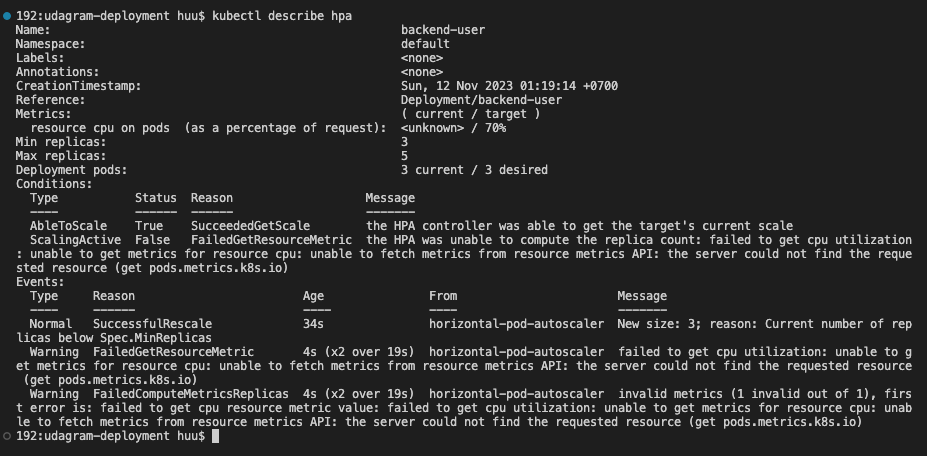 192:udagram-deployment huu$ kubectl describe hpa
Name: backend-user
Namespace: default
Labels: <none>
Annotations: <none>
CreationTimestamp: Sun, 12 Nov 2023 01:19:14 +0700
Reference: Deployment/backend-user
Metrics: ( current / target )
  resource cpu on pods  (as a percentage of request): <unknown> / 70%
Min replicas: 3
Max replicas: 5
Deployment pods: 3 current / 3 desired
Conditions:
  Type           Status  Reason                   Message
  ----           ------  ------                   -------
  AbleToScale    True    SucceededGetScale        the HPA controller was able to get the target's current scale
  ScalingActive  False   FailedGetResourceMetric  the HPA was unable to compute the replica count: failed to get cpu utilization
: unable to get metrics for resource cpu: unable to fetch metrics from resource metrics API: the server could not find the reque
sted resource (get pods.metrics.k8s.io)
Events:
  Type     Reason                        Age                From                       Message
  ----     ------                        ----               ----                       -------
  Normal   SuccessfulRescale             34s                horizontal-pod-autoscaler  New size: 3; reason: Current number of rep
licas below Spec.MinReplicas
  Warning  FailedGetResourceMetric       4s (x2 over 19s)   horizontal-pod-autoscaler  failed to get cpu utilization: unable to g
et metrics for resource cpu: unable to fetch metrics from resource metrics API: the server could not find the requested resource
 (get pods.metrics.k8s.io)
  Warning  FailedComputeMetricsReplicas  4s (x2 over 19s)   horizontal-pod-autoscaler  invalid metrics (1 invalid out of 1), firs
t error is: failed to get cpu resource metric value: failed to get cpu utilization: unable to get metrics for resource cpu: unab
le to fetch metrics from resource metrics API: the server could not find the requested resource (get pods.metrics.k8s.io)
192:udagram-deployment huu$